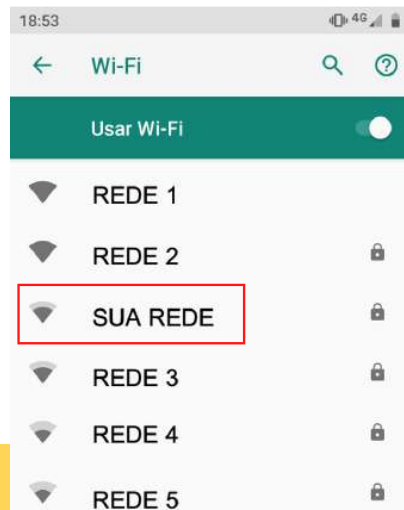 18:53 4G
Wi-Fi
Usar Wi-Fi
REDE 1
REDE 2
SUA REDE
REDE 3
REDE 4
REDE 5